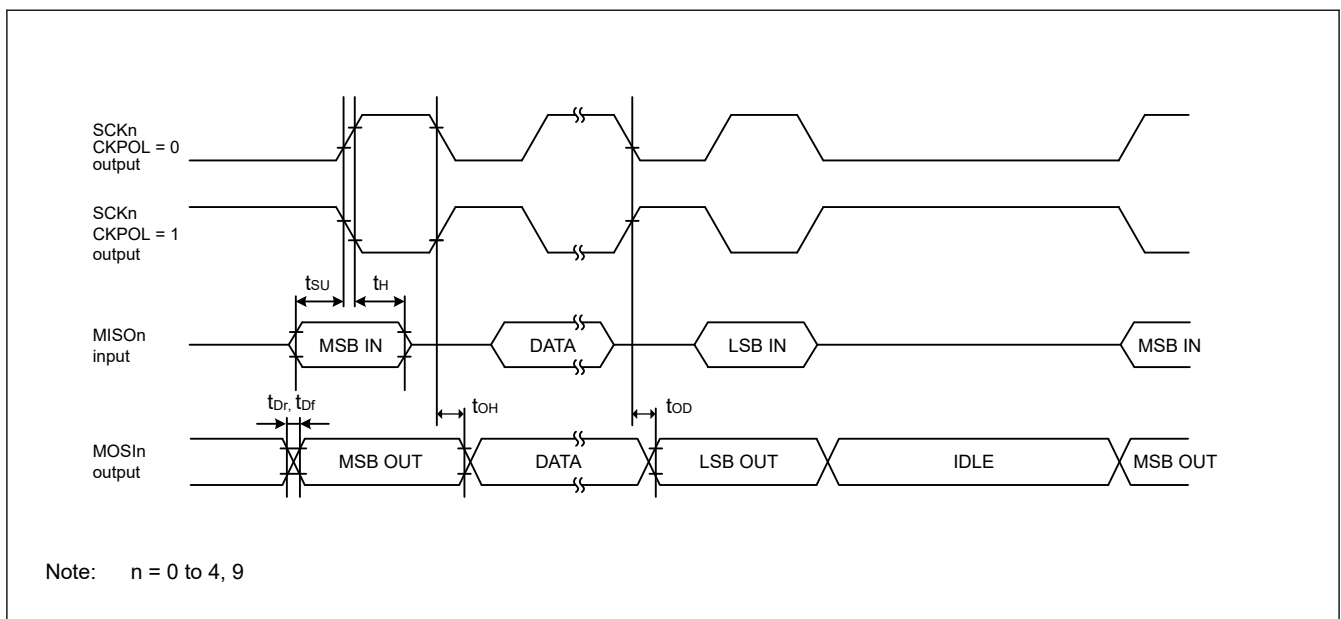 SCKn
CKPOL = 0
output
SCKn
CKPOL = 1
output
tSU
tH
MISOn
input
MSB IN
DATA
LSB IN
MSB IN
tDr, tDf
tOH
tOD
MOSIn
output
MSB OUT
DATA
LSB OUT
IDLE
MSB OUT
Note: n = 0 to 4, 9